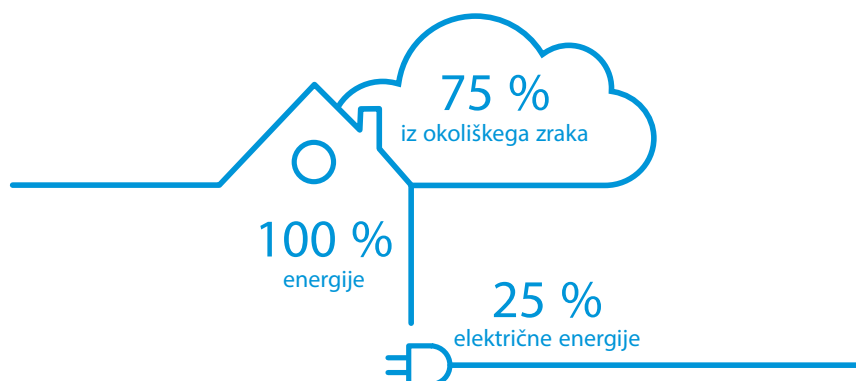 75 %
iz okoliškega zraka
100 %
energije
25 %
električne energije